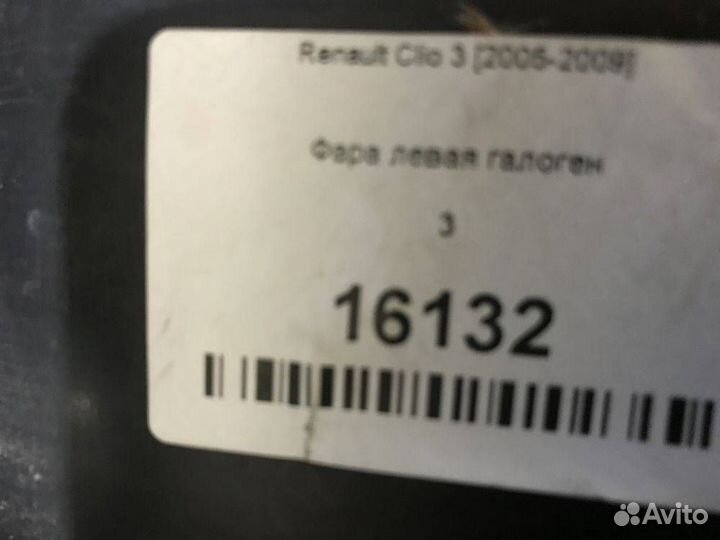 Renault Clio 3 [2005-2009]
Фара левая галоген
3
16132
Avito